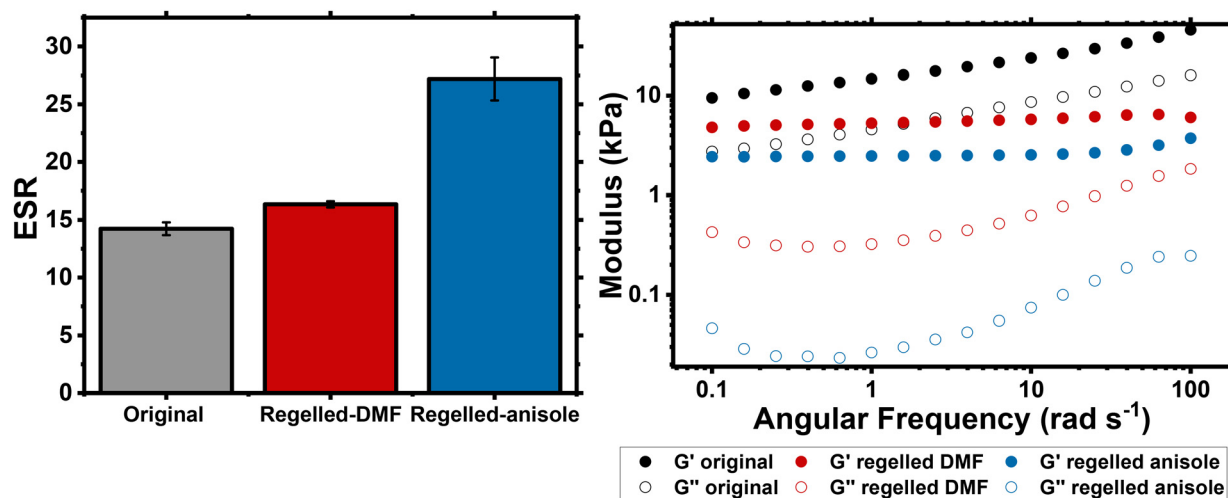 ESR
30
25
20
15
10
5
0
Original
Regelled-DMF
Regelled-anisole
Modulus (kPa)
10
1
0.1
0.1
1
10
100
Angular Frequency (rad s⁻¹)
G' original
G' regelled DMF
G' regelled anisole
G'' original
G'' regelled DMF
G'' regelled anisole